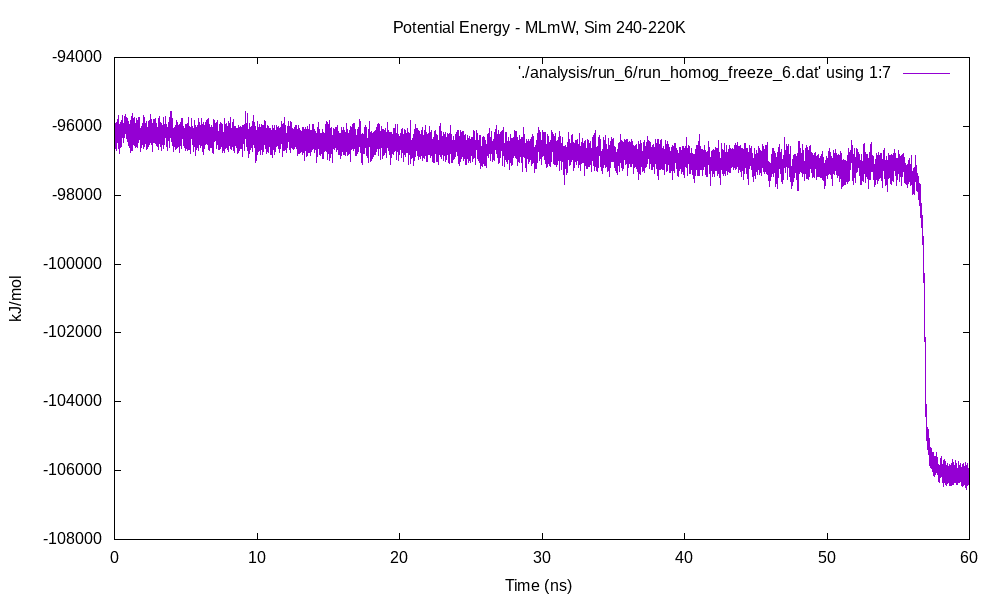 Potential Energy - MLmW, Sim 240-220K
'./analysis/run_6/run_homog_freeze_6.dat' using 1:7
-94000
-96000
-98000
-100000
-102000
-104000
-106000
-108000
kJ/mol
0 10 20 30 40 50 60
Time (ns)